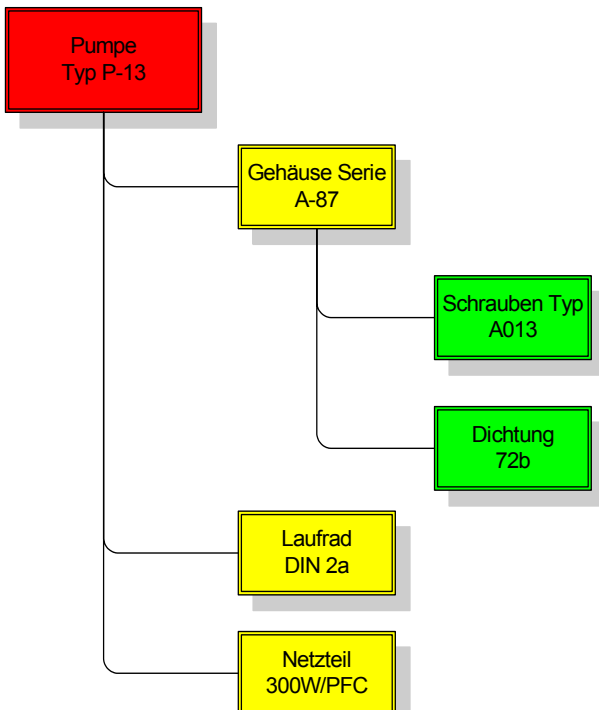 Pumpe
Typ P-13
Gehäuse Serie
A-87
Schrauben Typ
A013
Dichtung
72b
Laufrad
DIN 2a
Netzteil
300W/PFC